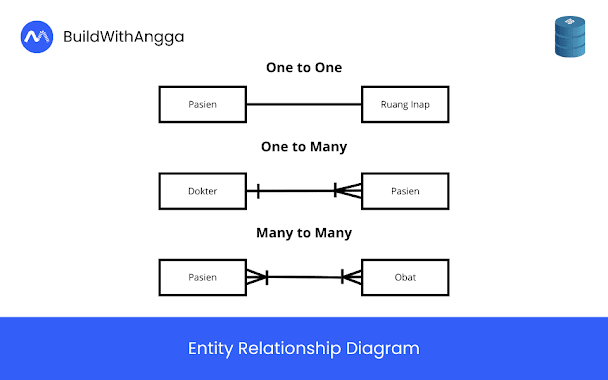 BuildWithAngga
One to One
Pasien
Ruang Inap
One to Many
Dokter
Pasien
Many to Many
Pasien
Obat
Entity Relationship Diagram